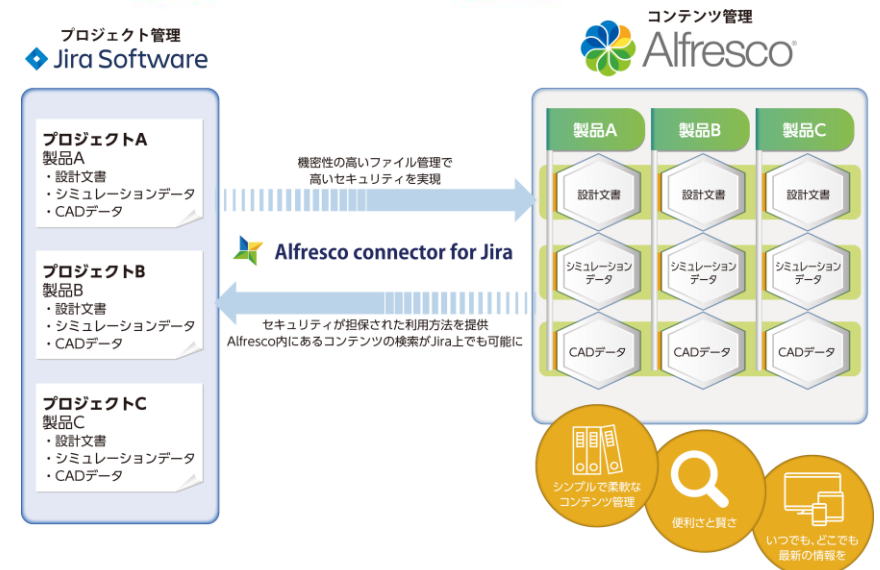 プロジェクト管理
Jira Software
プロジェクトA
製品A
・設計文書
・シミュレーションデータ
・CADデータ
プロジェクトB
製品B
・設計文書
・シミュレーションデータ
・CADデータ
プロジェクトC
製品C
・設計文書
・シミュレーションデータ
・CADデータ
機密性の高いファイル管理で
高いセキュリティを実現
Alfresco connector for Jira
セキュリティが担保された利用方法を提供
Alfresco内にあるコンテンツの検索がJira上でも可能に
コンテンツ管理
Alfresco
製品A
製品B
製品C
設計文書
設計文書
設計文書
シミュレーション
データ
シミュレーション
データ
シミュレーション
データ
CADデータ
CADデータ
CADデータ
シンプルで柔軟な
コンテンツ管理
便利さと賢さ
いつでも、どこでも
最新の情報を